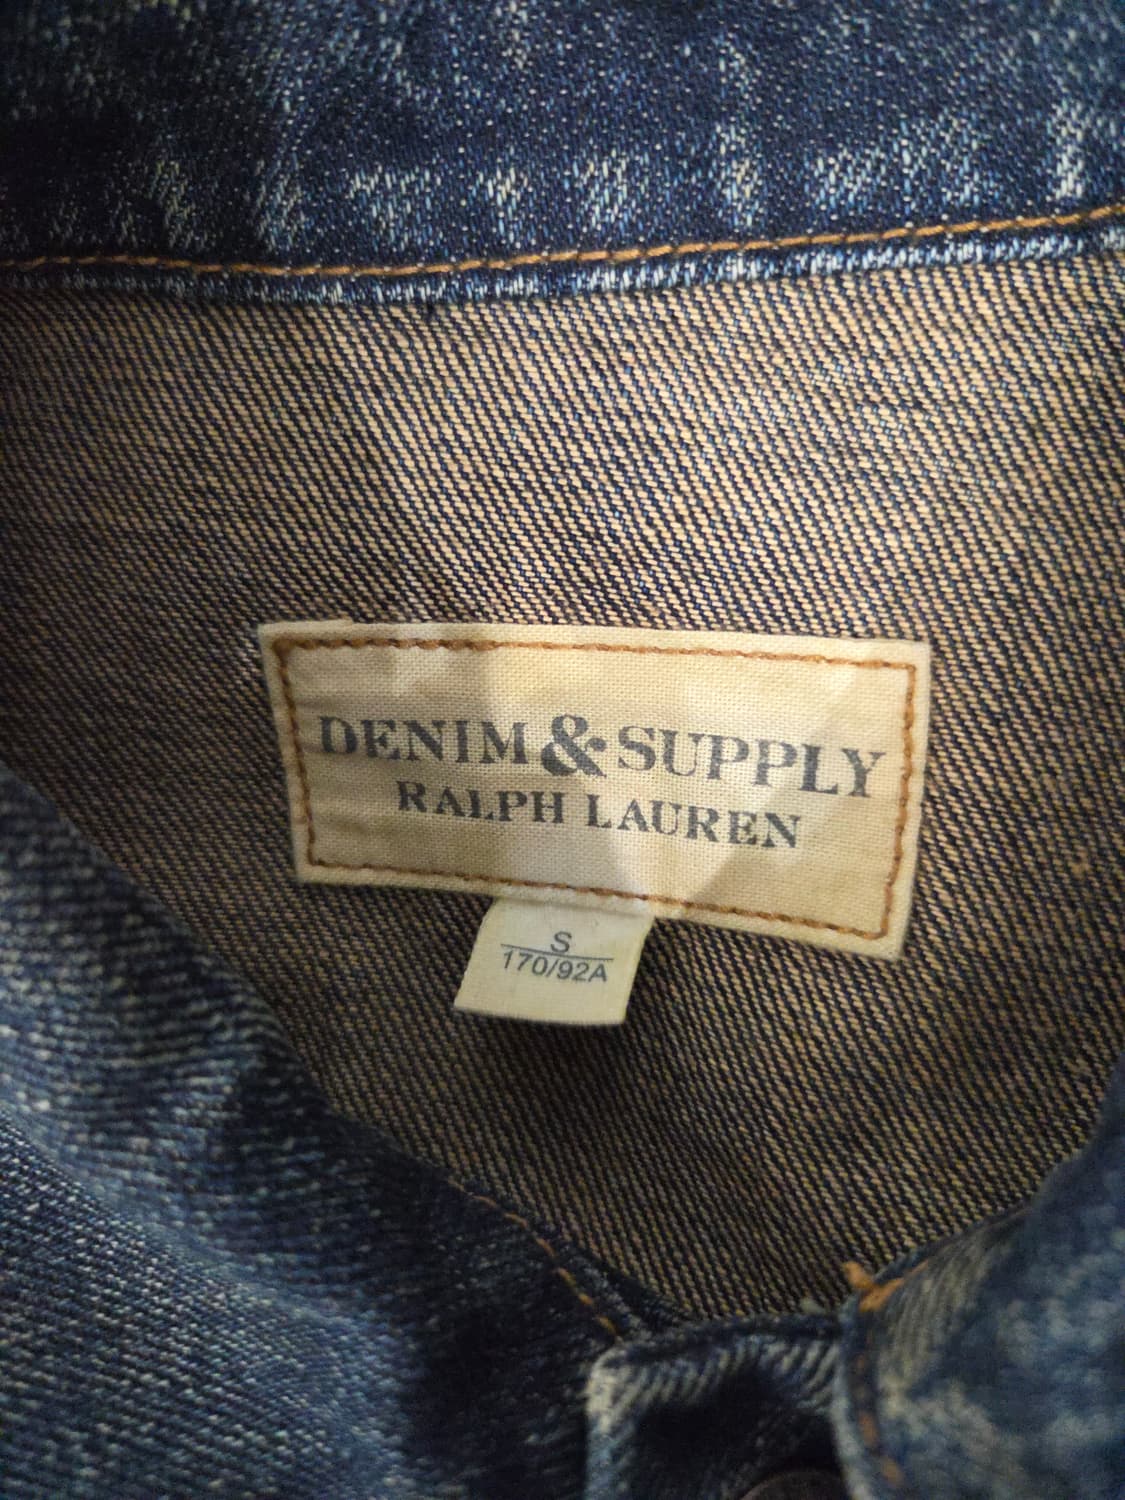 DENIM & SUPPLY
RALPH LAUREN
S
170/92A